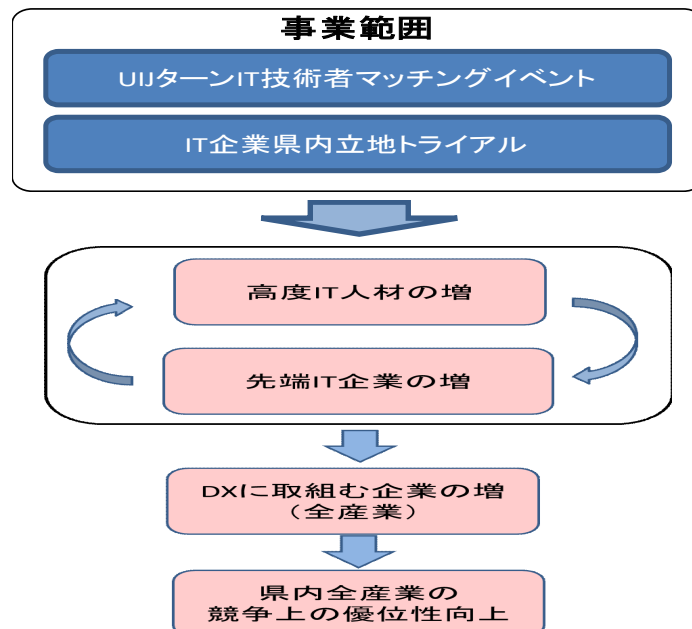 事業範囲
UIJターンIT技術者マッチングイベント
IT企業県内立地トライアル
高度IT人材の増
先端IT企業の増
DXに取組む企業の増
（全産業）
県内全産業の
競争上の優位性向上